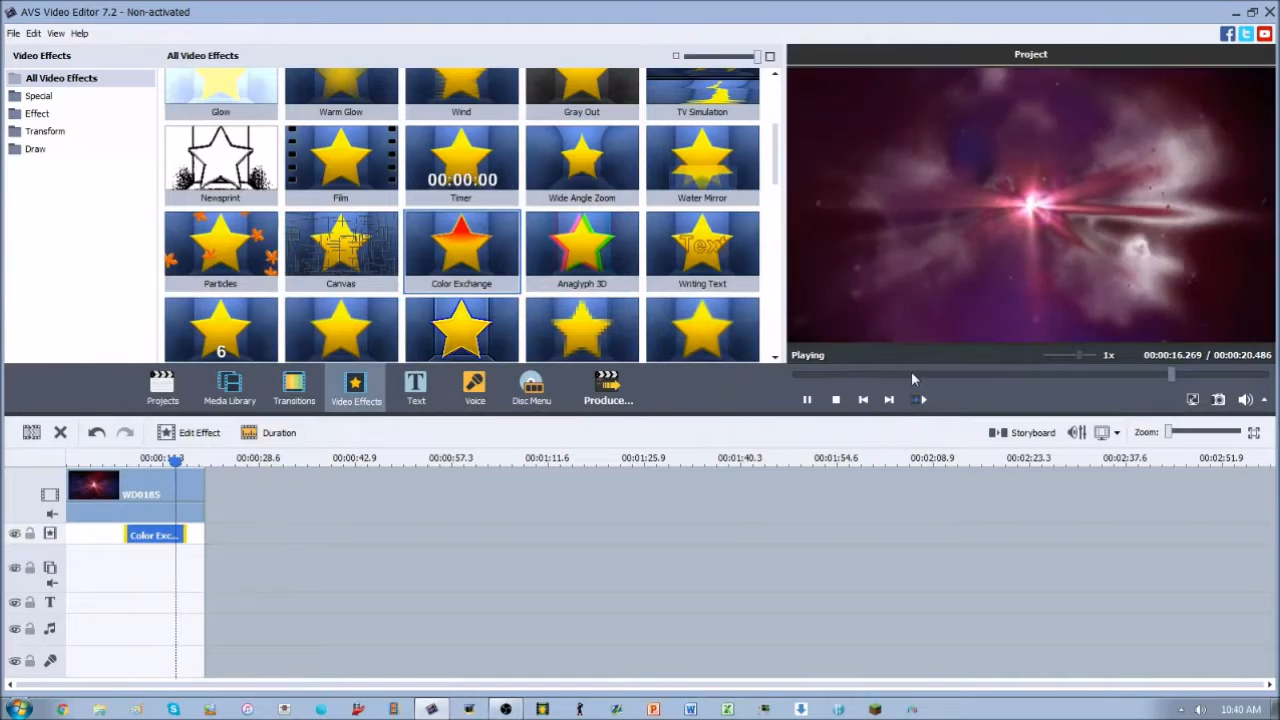 AVS Video Editor 7.2 - Non-activated
File Edit View Help
Video Effects
All Video Effects
Project
All Video Effects
Special
Effect
Transform
Draw
Glow
Warm Glow
Wind
Gray Out
TV Simulation
00:00:00
Newsprint
Film
Timer
Wide Angle Zoom
Water Mirror
Text
Particles
Canvas
Color Exchange
Anaglyph 3D
Writing Text
6
Playing
1x
00:00:16.269 / 00:00:20.486
Projects
Media Library
Transitions
Video Effects
Text
Voice
Disc Menu
Produce...
Edit Effect
Duration
Storyboard
Zoom:
00:00:28.6 00:00:42.9 00:00:57.3 00:01:11.6 00:01:25.9 00:01:40.3 00:01:54.6 00:02:08.9 00:02:23.3 00:02:37.6 00:02:51.9
WD0185
Color Exc...
T
10:40 AM